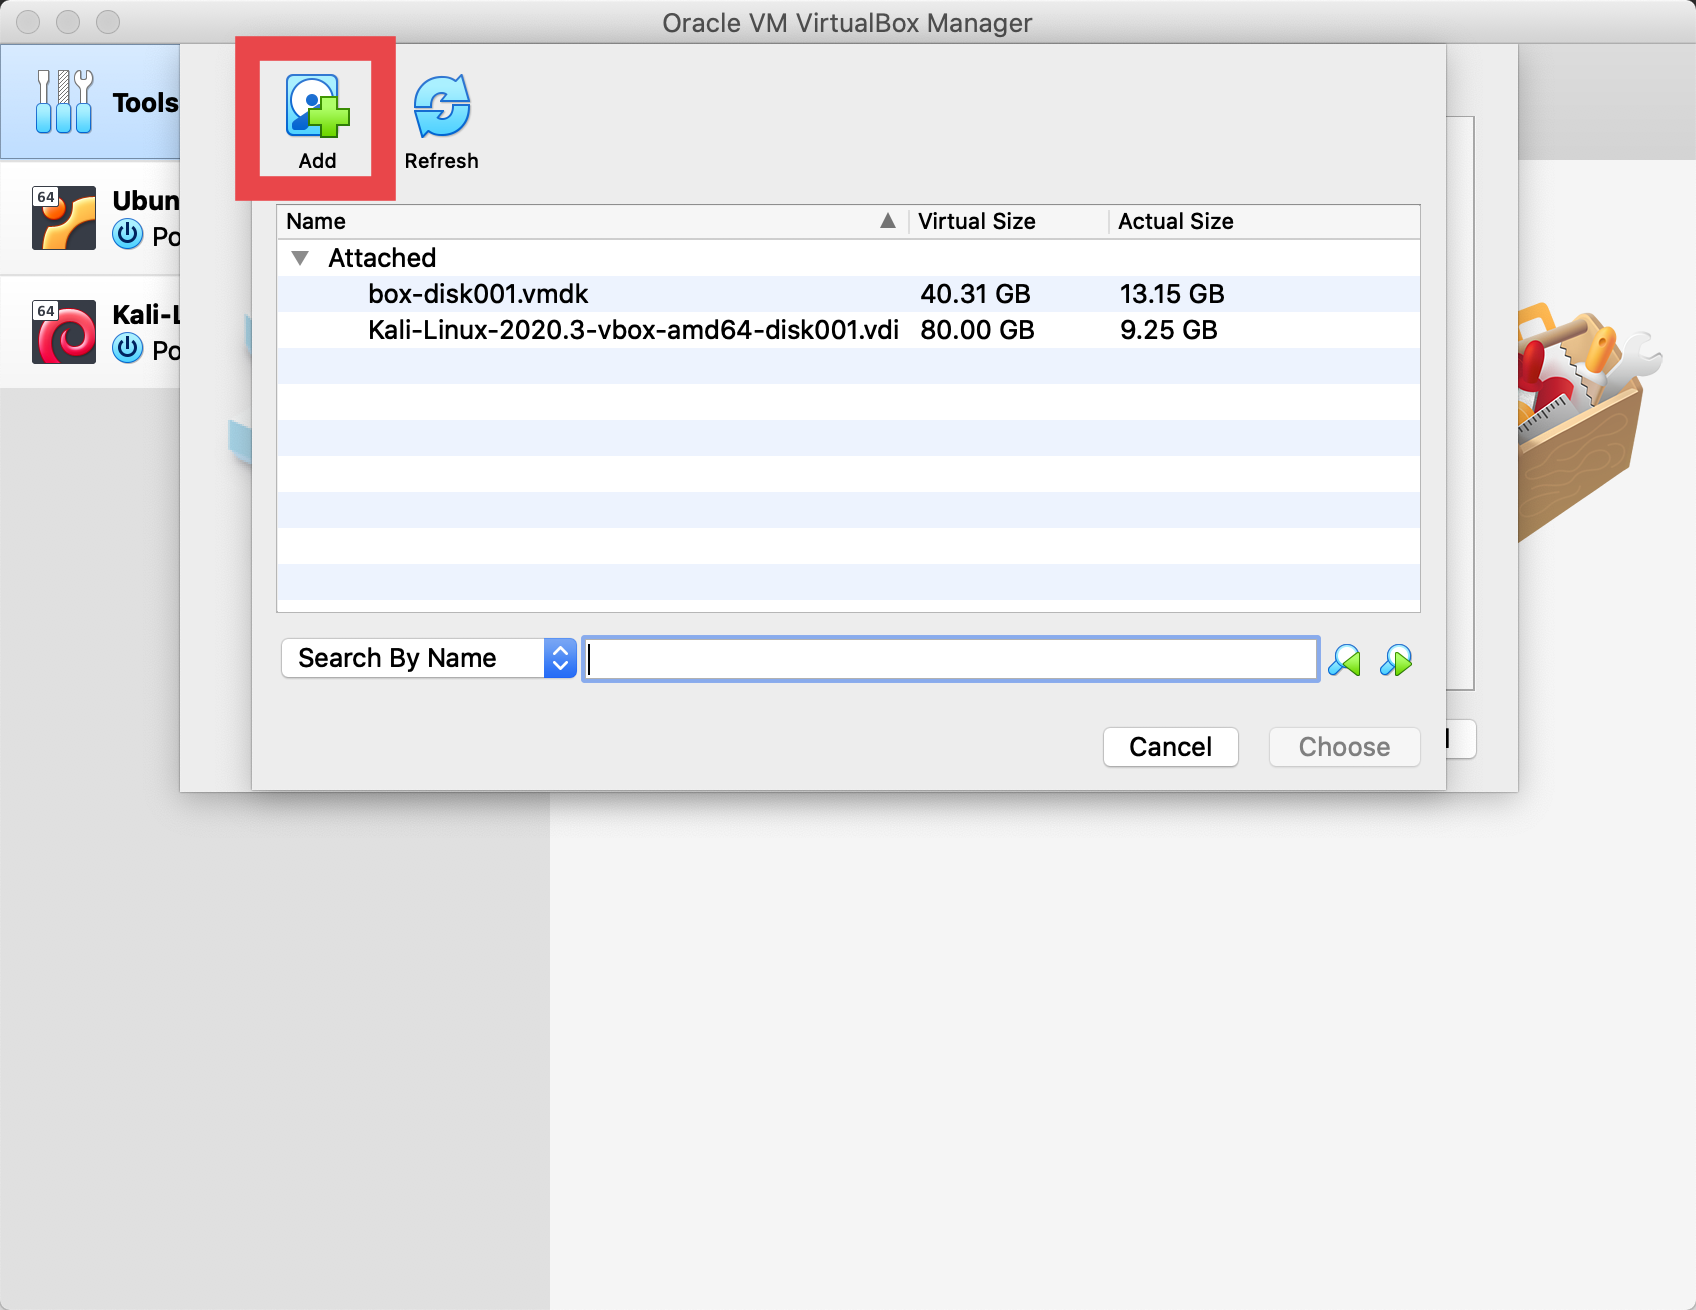 Oracle VM VirtualBox Manager
Tools
Add
Refresh
64
Ubun
Po
64
Kali-L
Po
Name Virtual Size Actual Size
Attached
box-disk001.vmdk 40.31 GB 13.15 GB
Kali-Linux-2020.3-vbox-amd64-disk001.vdi 80.00 GB 9.25 GB
Search By Name
Cancel
Choose